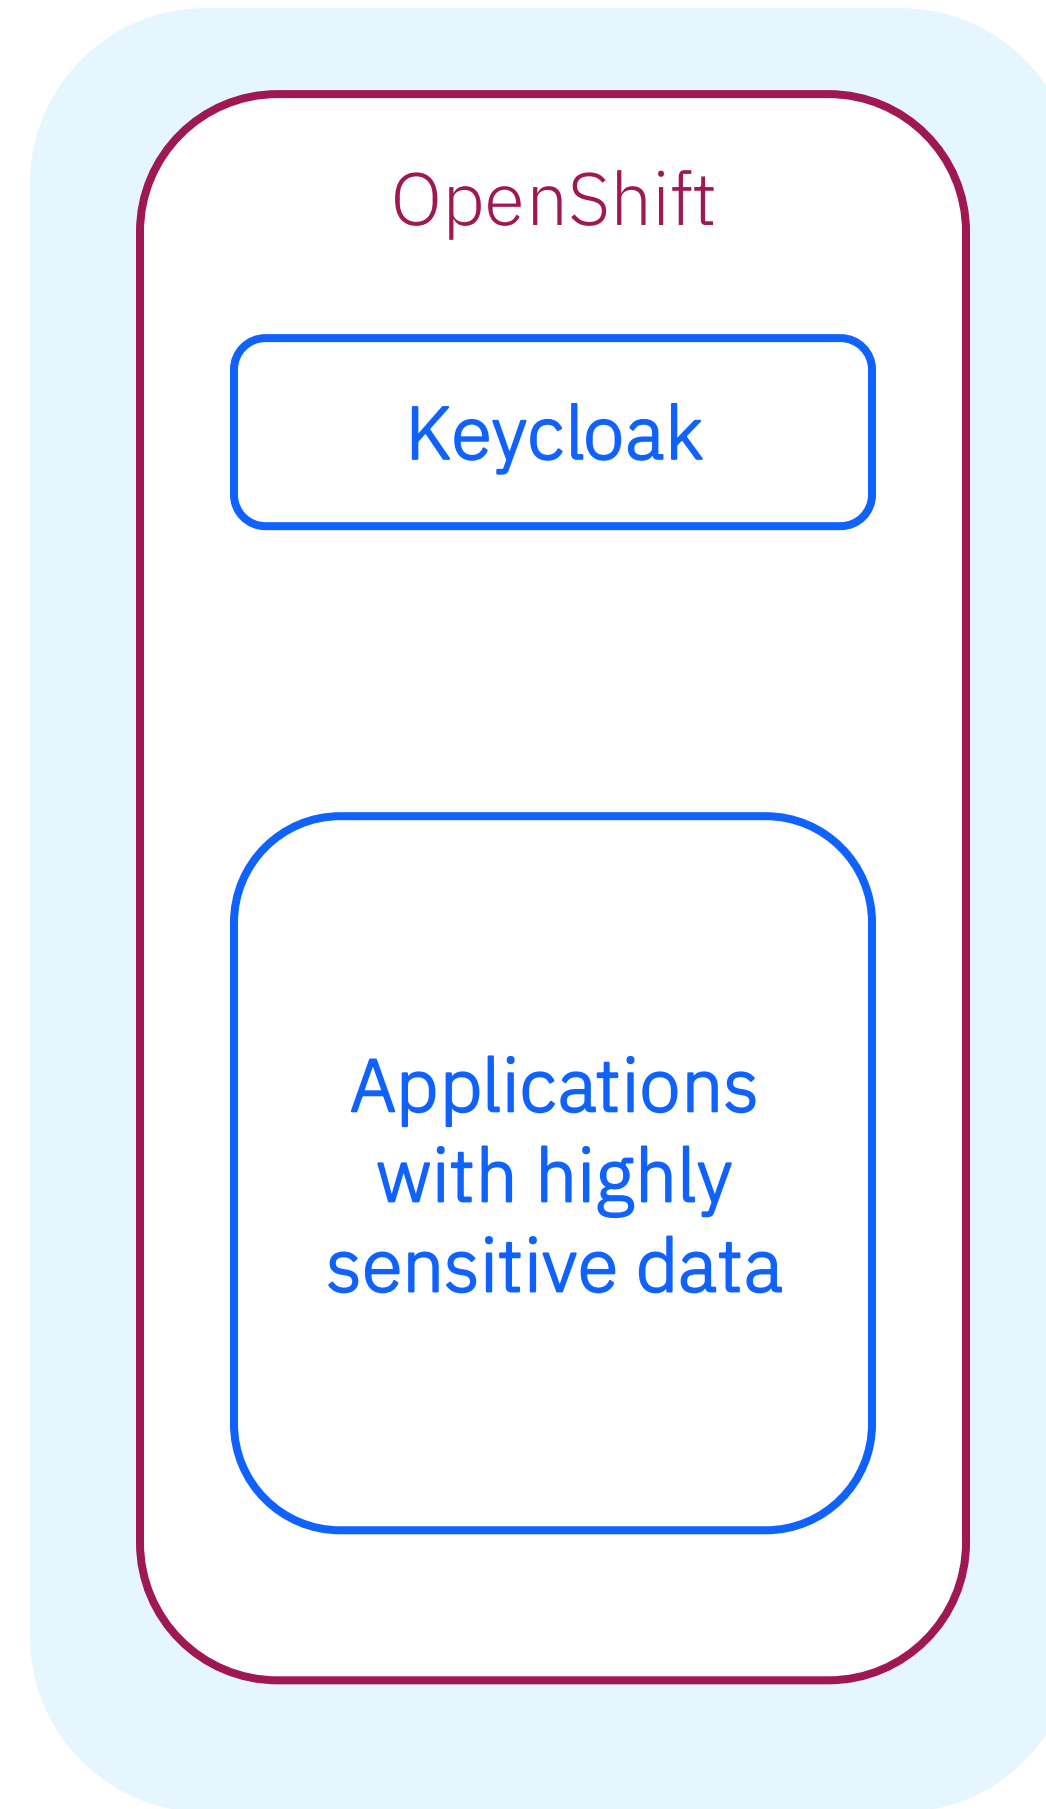 OpenShift
Keycloak
Applications
with highly
sensitive data